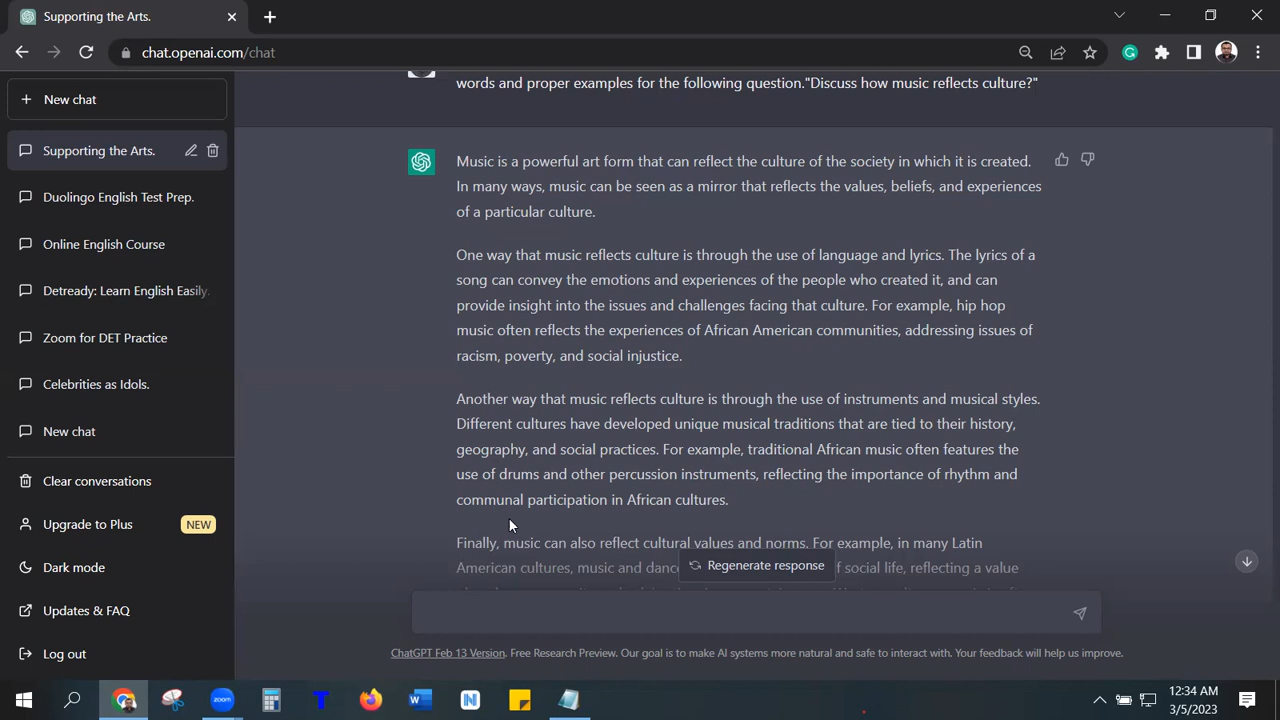 Supporting the Arts.
chat.openai.com/chat
New chat
Supporting the Arts.
Duolingo English Test Prep.
Online English Course
Detready: Learn English Easily.
Zoom for DET Practice
Celebrities as Idols.
New chat
Clear conversations
Upgrade to Plus NEW
Dark mode
Updates & FAQ
Log out
words and proper examples for the following question."Discuss how music reflects culture?"
Music is a powerful art form that can reflect the culture of the society in which it is created.
In many ways, music can be seen as a mirror that reflects the values, beliefs, and experiences
of a particular culture.
One way that music reflects culture is through the use of language and lyrics. The lyrics of a
song can convey the emotions and experiences of the people who created it, and can
provide insight into the issues and challenges facing that culture. For example, hip hop
music often reflects the experiences of African American communities, addressing issues of
racism, poverty, and social injustice.
Another way that music reflects culture is through the use of instruments and musical styles.
Different cultures have developed unique musical traditions that are tied to their history,
geography, and social practices. For example, traditional African music often features the
use of drums and other percussion instruments, reflecting the importance of rhythm and
communal participation in African cultures.
Finally, music can also reflect cultural values and norms. For example, in many Latin
American cultures, music and danc of social life, reflecting a value
Regenerate response
ChatGPT Feb 13 Version. Free Research Preview. Our goal is to make AI systems more natural and safe to interact with. Your feedback will help us improve.
12:34 AM
3/5/2023